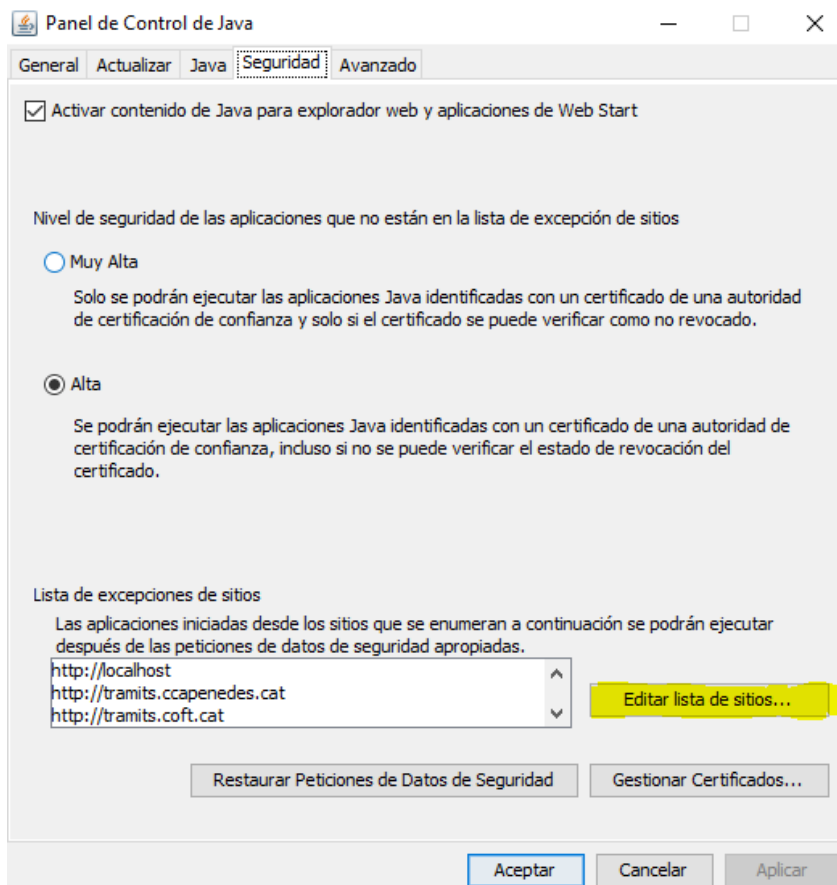 Panel de Control de Java
General Actualizar Java Seguridad Avanzado
Activar contenido de Java para explorador web y aplicaciones de Web Start
Nivel de seguridad de las aplicaciones que no están en la lista de excepción de sitios
Muy Alta
Solo se podrán ejecutar las aplicaciones Java identificadas con un certificado de una autoridad
de certificación de confianza y solo si el certificado se puede verificar como no revocado.
Alta
Se podrán ejecutar las aplicaciones Java identificadas con un certificado de una autoridad de
certificación de confianza, incluso si no se puede verificar el estado de revocación del
certificado.
Lista de excepciones de sitios
Las aplicaciones iniciadas desde los sitios que se enumeran a continuación se podrán ejecutar
después de las peticiones de datos de seguridad apropiadas.
http://localhost
http://tramits.ccapenedes.cat
http://tramits.coft.cat
Editar lista de sitios...
Restaurar Peticiones de Datos de Seguridad Gestionar Certificados...
Aceptar Cancelar Aplicar